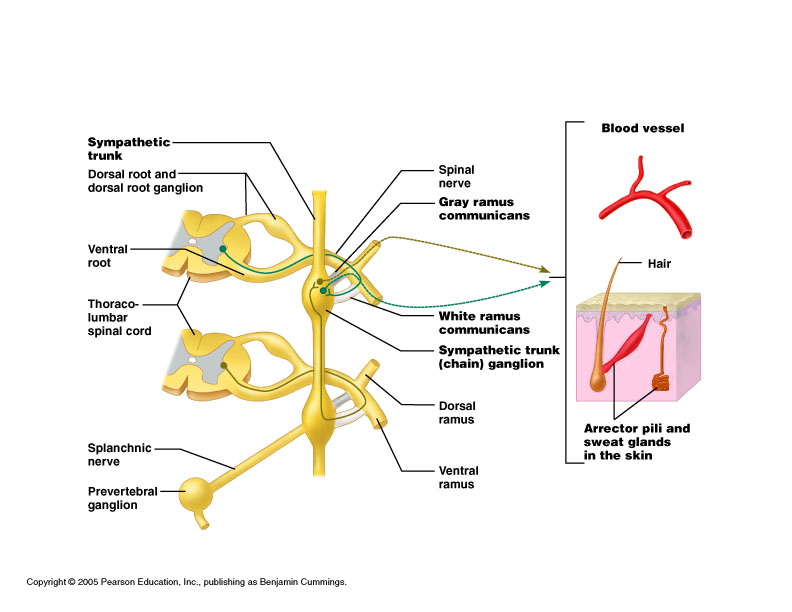 Sympathetic
trunk
Dorsal root and
dorsal root ganglion
Ventral
root
Thoraco-
lumbar
spinal cord
Splanchnic
nerve
Prevertebral
ganglion
Spinal
nerve
Gray ramus
communicans
White ramus
communicans
Sympathetic trunk
(chain) ganglion
Dorsal
ramus
Ventral
ramus
Blood vessel
Hair
Arrector pili and
sweat glands
in the skin
Copyright © 2005 Pearson Education, Inc., publishing as Benjamin Cummings.